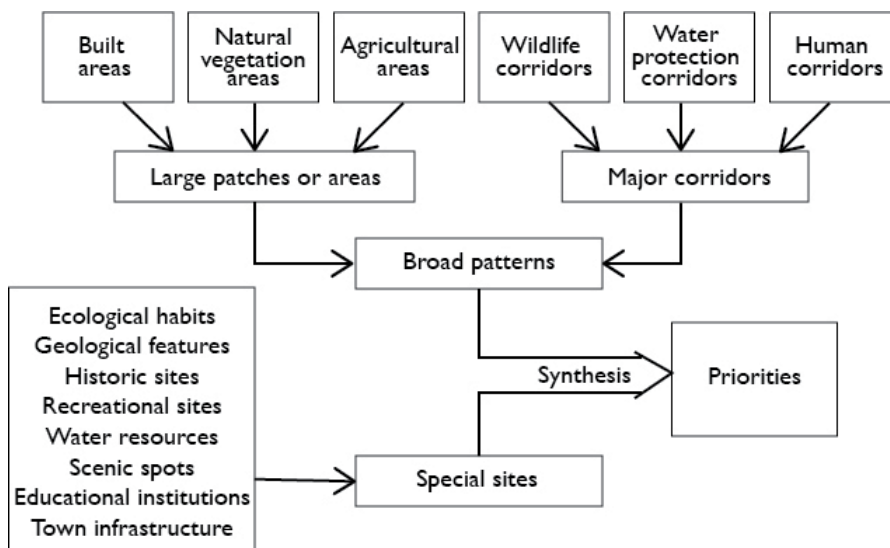 Built
areas
Natural
vegetation
areas
Agricultural
areas
Wildlife
corridors
Water
protection
corridors
Human
corridors
Large patches or areas
Major corridors
Broad patterns
Ecological habits
Geological features
Historic sites
Recreational sites
Water resources
Scenic spots
Educational institutions
Town infrastructure
Synthesis
Priorities
Special sites